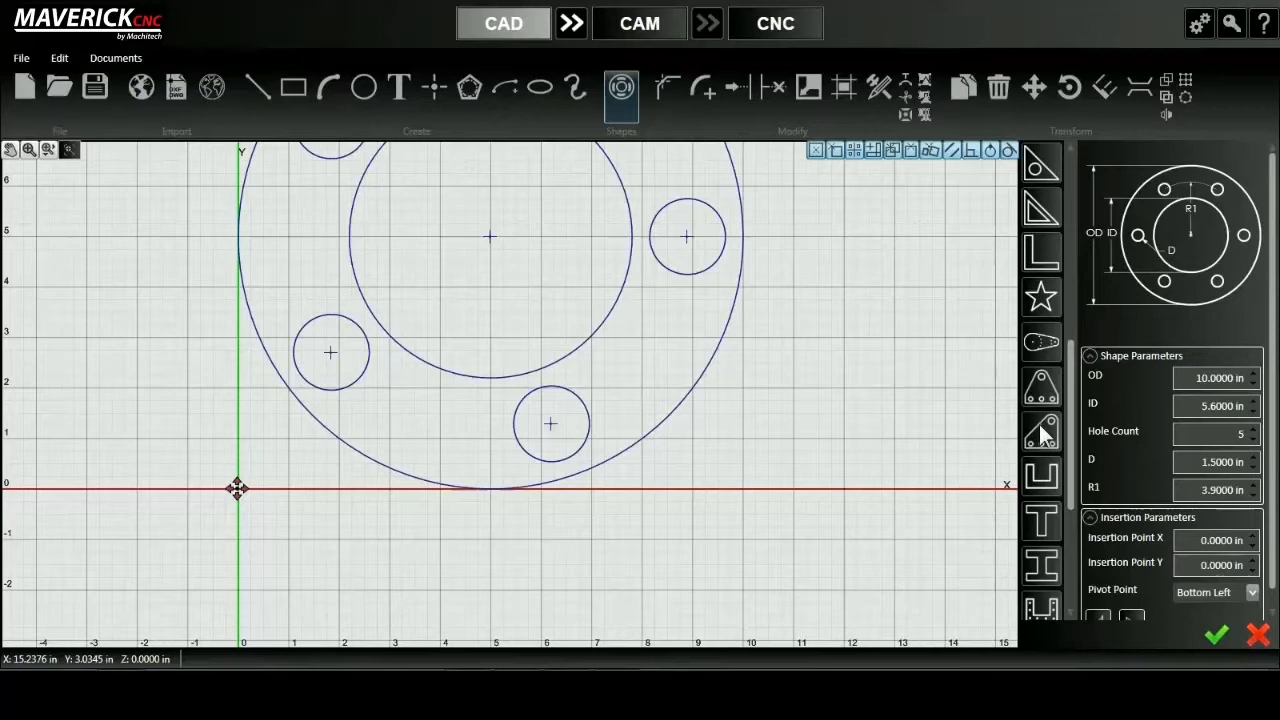 MAVERICK CNC
by Machitech
CAD
CAM
CNC
?
File Edit Documents
DXF
DWG
T
File Import Create Shapes Modify Transform
Y
6
5
4
3
2
1
0
-1
-2
X
-4 -3 -2 -1 0 1 2 3 4 5 6 7 8 9 10 11 12 13 14 15
R1
OD ID
D
Shape Parameters
OD 10.0000 in
ID 5.6000 in
Hole Count 5
D 1.5000 in
R1 3.9000 in
Insertion Parameters
Insertion Point X 0.0000 in
Insertion Point Y 0.0000 in
Pivot Point Bottom Left
X: 15.2376 in Y: 3.0345 in Z: 0.0000 in